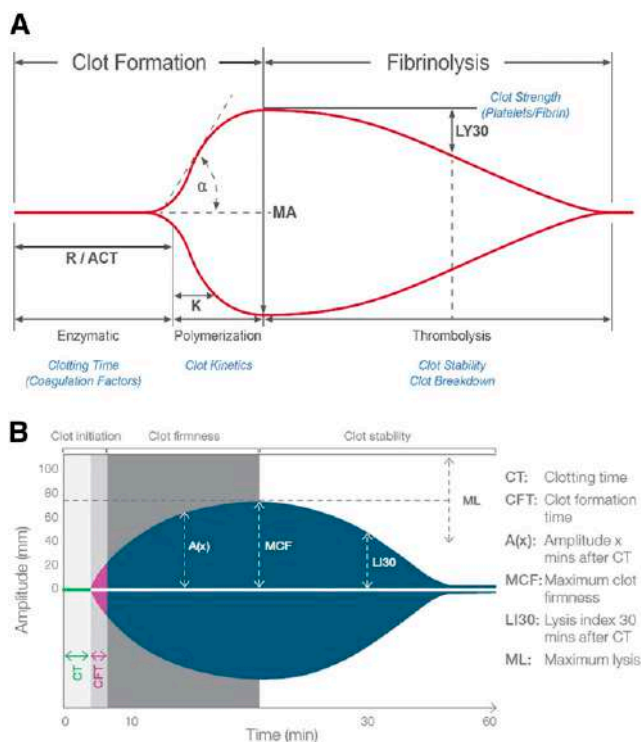 A
Clot Formation
Fibrinolysis
Clot Strength
(Platelets/Fibrin)
LY30
α
MA
R / ACT
K
Enzymatic
Polymerization
Thrombolysis
Clotting Time
(Coagulation Factors)
Clot Kinetics
Clot Stability
Clot Breakdown
B
Clot initiation
Clot firmness
Clot stability
Amplitude (mm)
100
80
60
40
20
0
A(x)
MCF
LI30
ML
CT
CFT
0
10
30
60
Time (min)
CT: Clotting time
CFT: Clot formation
time
A(x): Amplitude x
mins after CT
MCF: Maximum clot
firmness
LI30: Lysis index 30
mins after CT
ML: Maximum lysis